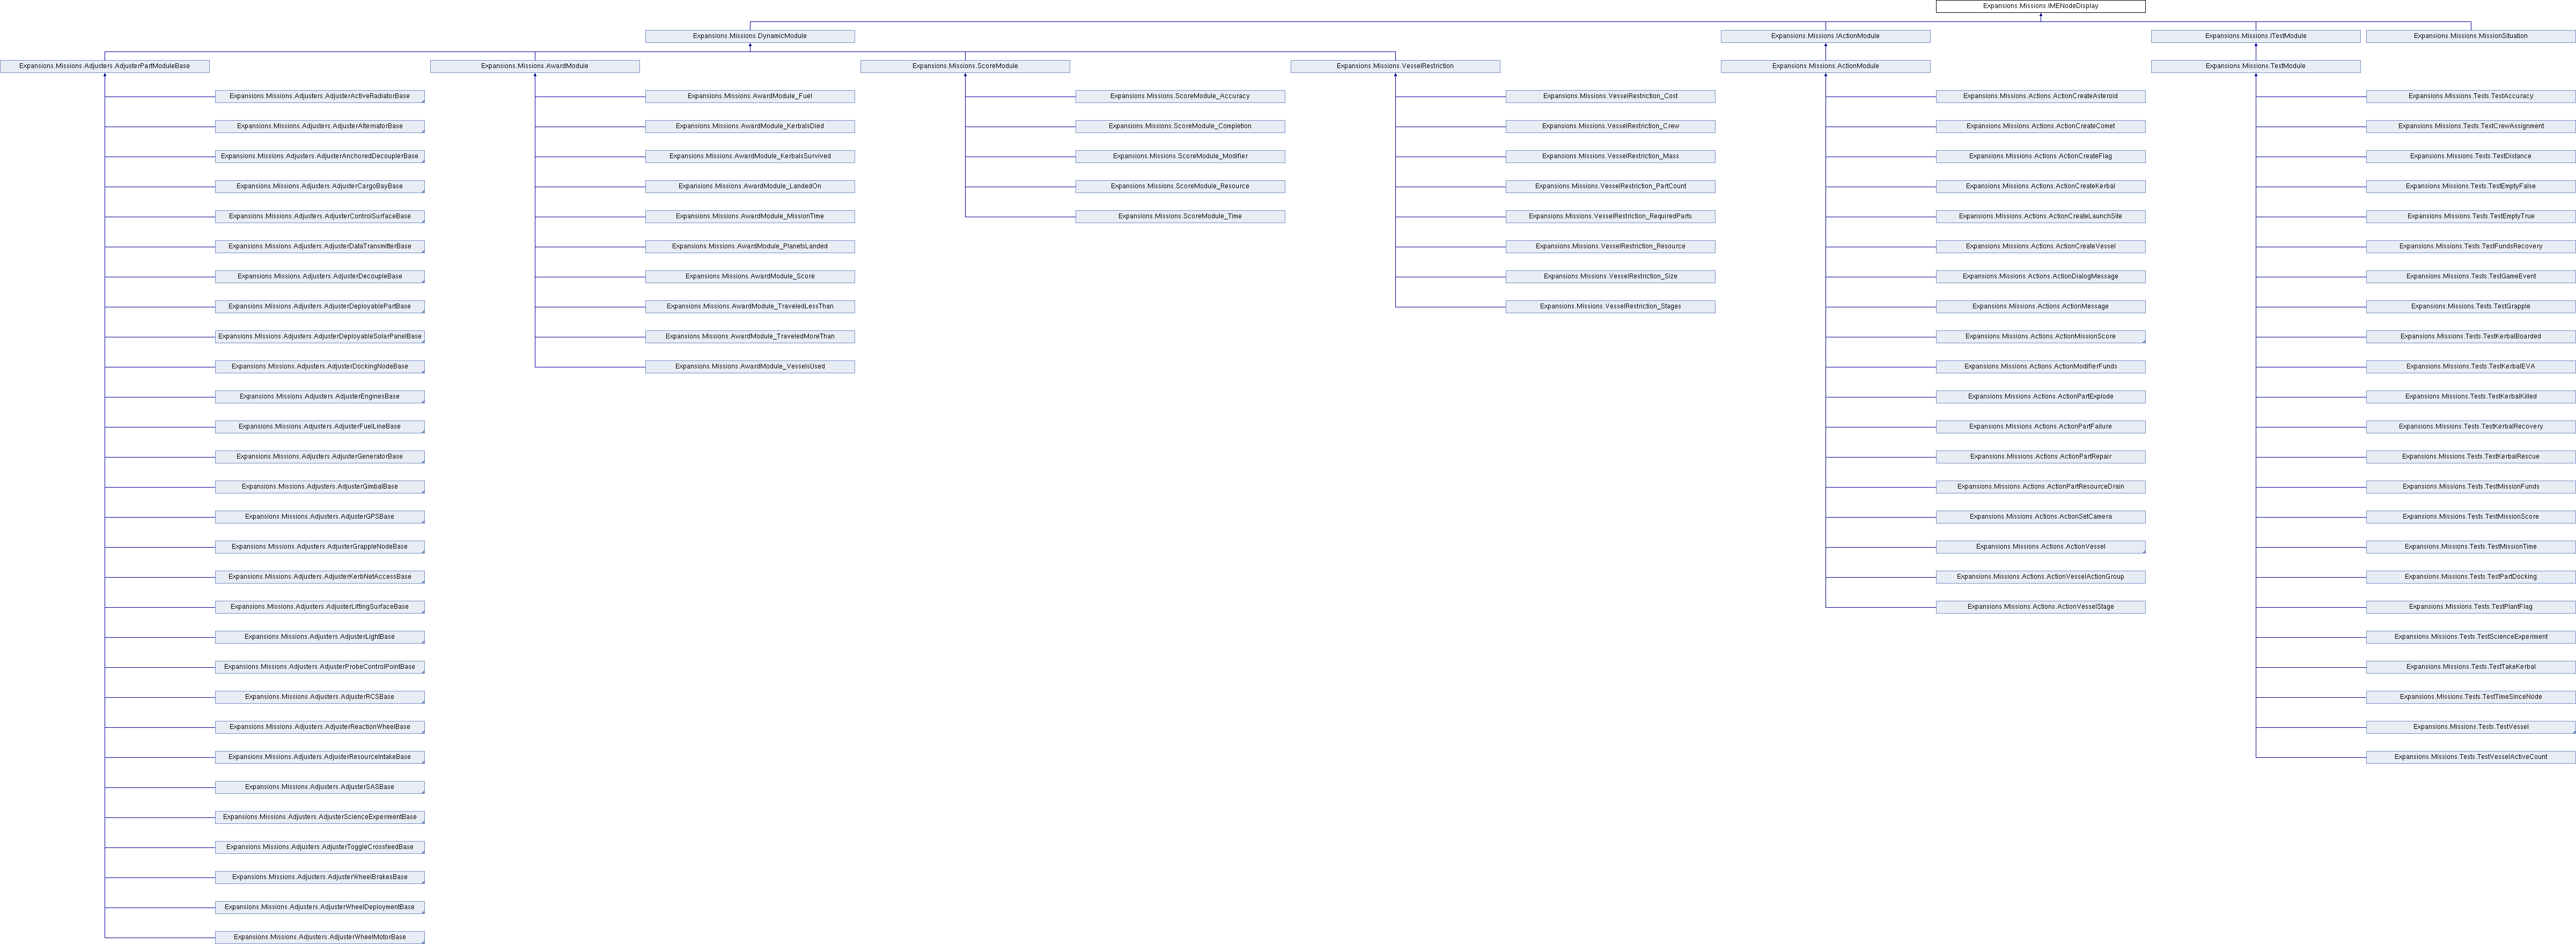 Expansions.Missions.IMENodeDisplay
Expansions.Missions.DynamicModule
Expansions.Missions.IActionModule
Expansions.Missions.ITestModule
Expansions.Missions.MissionSituation
Expansions.Missions.Adjusters.AdjusterPartModuleBase
Expansions.Missions.AwardModule
Expansions.Missions.ScoreModule
Expansions.Missions.VesselRestriction
Expansions.Missions.ActionModule
Expansions.Missions.TestModule
Expansions.Missions.Adjusters.AdjusterActiveRadiatorBase
Expansions.Missions.Adjusters.AdjusterAlternatorBase
Expansions.Missions.Adjusters.AdjusterAnchoredDecouplerBase
Expansions.Missions.Adjusters.AdjusterCargoBayBase
Expansions.Missions.Adjusters.AdjusterControlSurfaceBase
Expansions.Missions.Adjusters.AdjusterDataTransmitterBase
Expansions.Missions.Adjusters.AdjusterDecoupleBase
Expansions.Missions.Adjusters.AdjusterDeployablePartBase
Expansions.Missions.Adjusters.AdjusterDeployableSolarPanelBase
Expansions.Missions.Adjusters.AdjusterDockingNodeBase
Expansions.Missions.Adjusters.AdjusterEnginesBase
Expansions.Missions.Adjusters.AdjusterFuelLineBase
Expansions.Missions.Adjusters.AdjusterGeneratorBase
Expansions.Missions.Adjusters.AdjusterGimbalBase
Expansions.Missions.Adjusters.AdjusterGPSBase
Expansions.Missions.Adjusters.AdjusterGrappleNodeBase
Expansions.Missions.Adjusters.AdjusterKerbNetAccessBase
Expansions.Missions.Adjusters.AdjusterLiftingSurfaceBase
Expansions.Missions.Adjusters.AdjusterLightBase
Expansions.Missions.Adjusters.AdjusterProbeControlPointBase
Expansions.Missions.Adjusters.AdjusterRCSBase
Expansions.Missions.Adjusters.AdjusterReactionWheelBase
Expansions.Missions.Adjusters.AdjusterResourceIntakeBase
Expansions.Missions.Adjusters.AdjusterSASBase
Expansions.Missions.Adjusters.AdjusterScienceExperimentBase
Expansions.Missions.Adjusters.AdjusterToggleCrossfeedBase
Expansions.Missions.Adjusters.AdjusterWheelBrakesBase
Expansions.Missions.Adjusters.AdjusterWheelDeploymentBase
Expansions.Missions.Adjusters.AdjusterWheelMotorBase
Expansions.Missions.AwardModule_Fuel
Expansions.Missions.AwardModule_KerbalsDied
Expansions.Missions.AwardModule_KerbalsSurvived
Expansions.Missions.AwardModule_LandedOn
Expansions.Missions.AwardModule_MissionTime
Expansions.Missions.AwardModule_PlanetsLanded
Expansions.Missions.AwardModule_Score
Expansions.Missions.AwardModule_TraveledLessThan
Expansions.Missions.AwardModule_TraveledMoreThan
Expansions.Missions.AwardModule_VesselsUsed
Expansions.Missions.ScoreModule_Accuracy
Expansions.Missions.ScoreModule_Completion
Expansions.Missions.ScoreModule_Modifier
Expansions.Missions.ScoreModule_Resource
Expansions.Missions.ScoreModule_Time
Expansions.Missions.VesselRestriction_Cost
Expansions.Missions.VesselRestriction_Crew
Expansions.Missions.VesselRestriction_Mass
Expansions.Missions.VesselRestriction_PartCount
Expansions.Missions.VesselRestriction_RequiredParts
Expansions.Missions.VesselRestriction_Resource
Expansions.Missions.VesselRestriction_Size
Expansions.Missions.VesselRestriction_Stages
Expansions.Missions.Actions.ActionCreateAsteroid
Expansions.Missions.Actions.ActionCreateComet
Expansions.Missions.Actions.ActionCreateFlag
Expansions.Missions.Actions.ActionCreateKerbal
Expansions.Missions.Actions.ActionCreateLaunchSite
Expansions.Missions.Actions.ActionCreateVessel
Expansions.Missions.Actions.ActionDialogMessage
Expansions.Missions.Actions.ActionMessage
Expansions.Missions.Actions.ActionMissionScore
Expansions.Missions.Actions.ActionModifierFunds
Expansions.Missions.Actions.ActionPartExplode
Expansions.Missions.Actions.ActionPartFailure
Expansions.Missions.Actions.ActionPartRepair
Expansions.Missions.Actions.ActionPartResourceDrain
Expansions.Missions.Actions.ActionSetCamera
Expansions.Missions.Actions.ActionVessel
Expansions.Missions.Actions.ActionVesselActionGroup
Expansions.Missions.Actions.ActionVesselStage
Expansions.Missions.Tests.TestAccuracy
Expansions.Missions.Tests.TestCrewAssignment
Expansions.Missions.Tests.TestDistance
Expansions.Missions.Tests.TestEmptyFalse
Expansions.Missions.Tests.TestEmptyTrue
Expansions.Missions.Tests.TestFundsRecovery
Expansions.Missions.Tests.TestGameEvent
Expansions.Missions.Tests.TestGrapple
Expansions.Missions.Tests.TestKerbalBoarded
Expansions.Missions.Tests.TestKerbalEVA
Expansions.Missions.Tests.TestKerbalKilled
Expansions.Missions.Tests.TestKerbalRecovery
Expansions.Missions.Tests.TestKerbalRescue
Expansions.Missions.Tests.TestMissionFunds
Expansions.Missions.Tests.TestMissionScore
Expansions.Missions.Tests.TestMissionTime
Expansions.Missions.Tests.TestPartDocking
Expansions.Missions.Tests.TestPlantFlag
Expansions.Missions.Tests.TestScienceExperiment
Expansions.Missions.Tests.TestTakeKerbal
Expansions.Missions.Tests.TestTimeSinceNode
Expansions.Missions.Tests.TestVessel
Expansions.Missions.Tests.TestVesselActiveCount